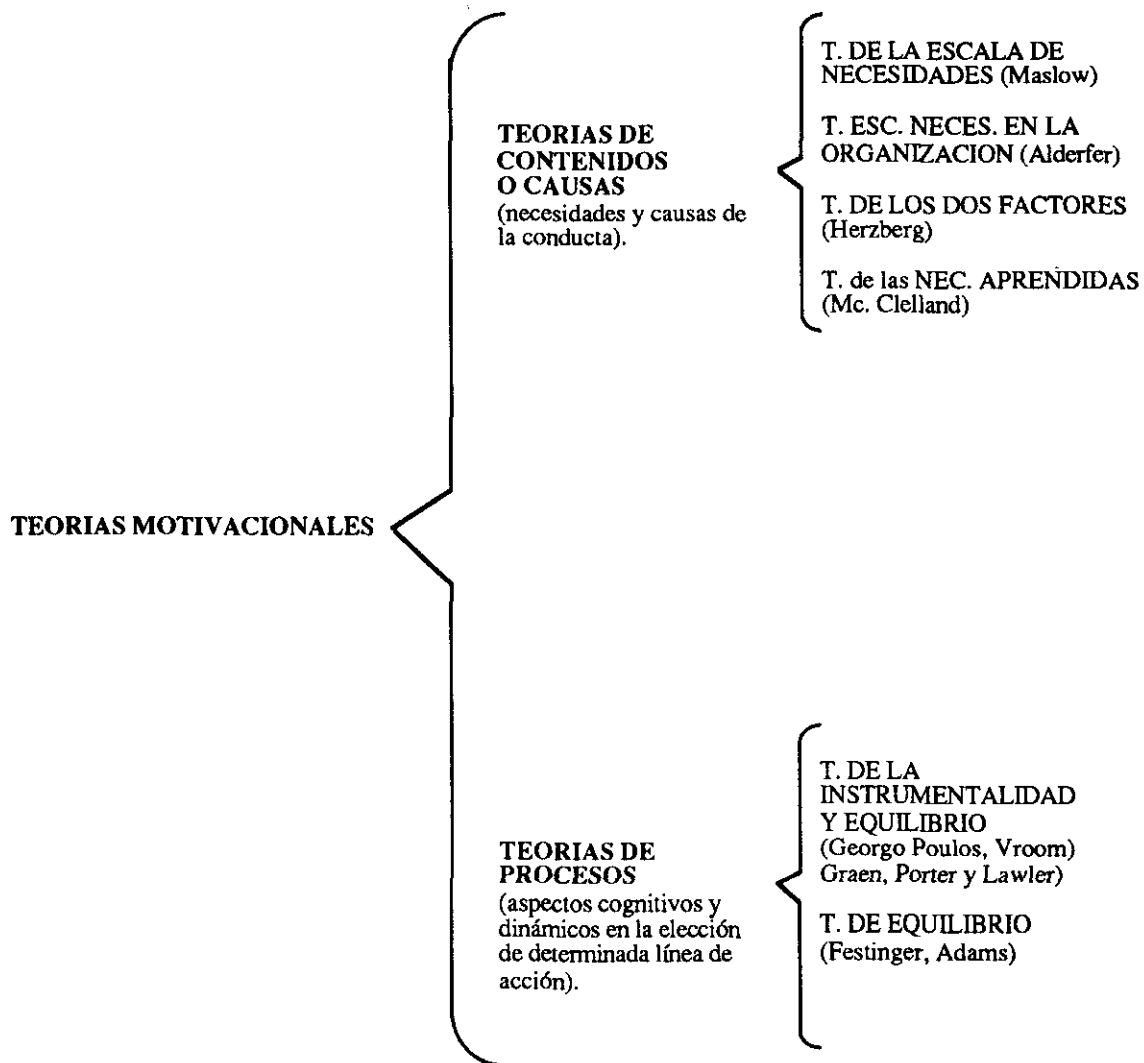 TEORIAS MOTIVACIONALES
TEORIAS DE
CONTENIDOS
O CAUSAS
(necesidades y causas de
la conducta).
T. DE LA ESCALA DE
NECESIDADES (Maslow)
T. ESC. NECES. EN LA
ORGANIZACION (Alderfer)
T. DE LOS DOS FACTORES
(Herzberg)
T. de las NEC. APRENDIDAS
(Mc. Clelland)
TEORIAS DE
PROCESOS
(aspectos cognitivos y
dinámicos en la elección
de determinada línea de
acción).
T. DE LA
INSTRUMENTALIDAD
Y EQUILIBRIO
(Georgo Poulos, Vroom)
Graen, Porter y Lawler)
T. DE EQUILIBRIO
(Festinger, Adams)